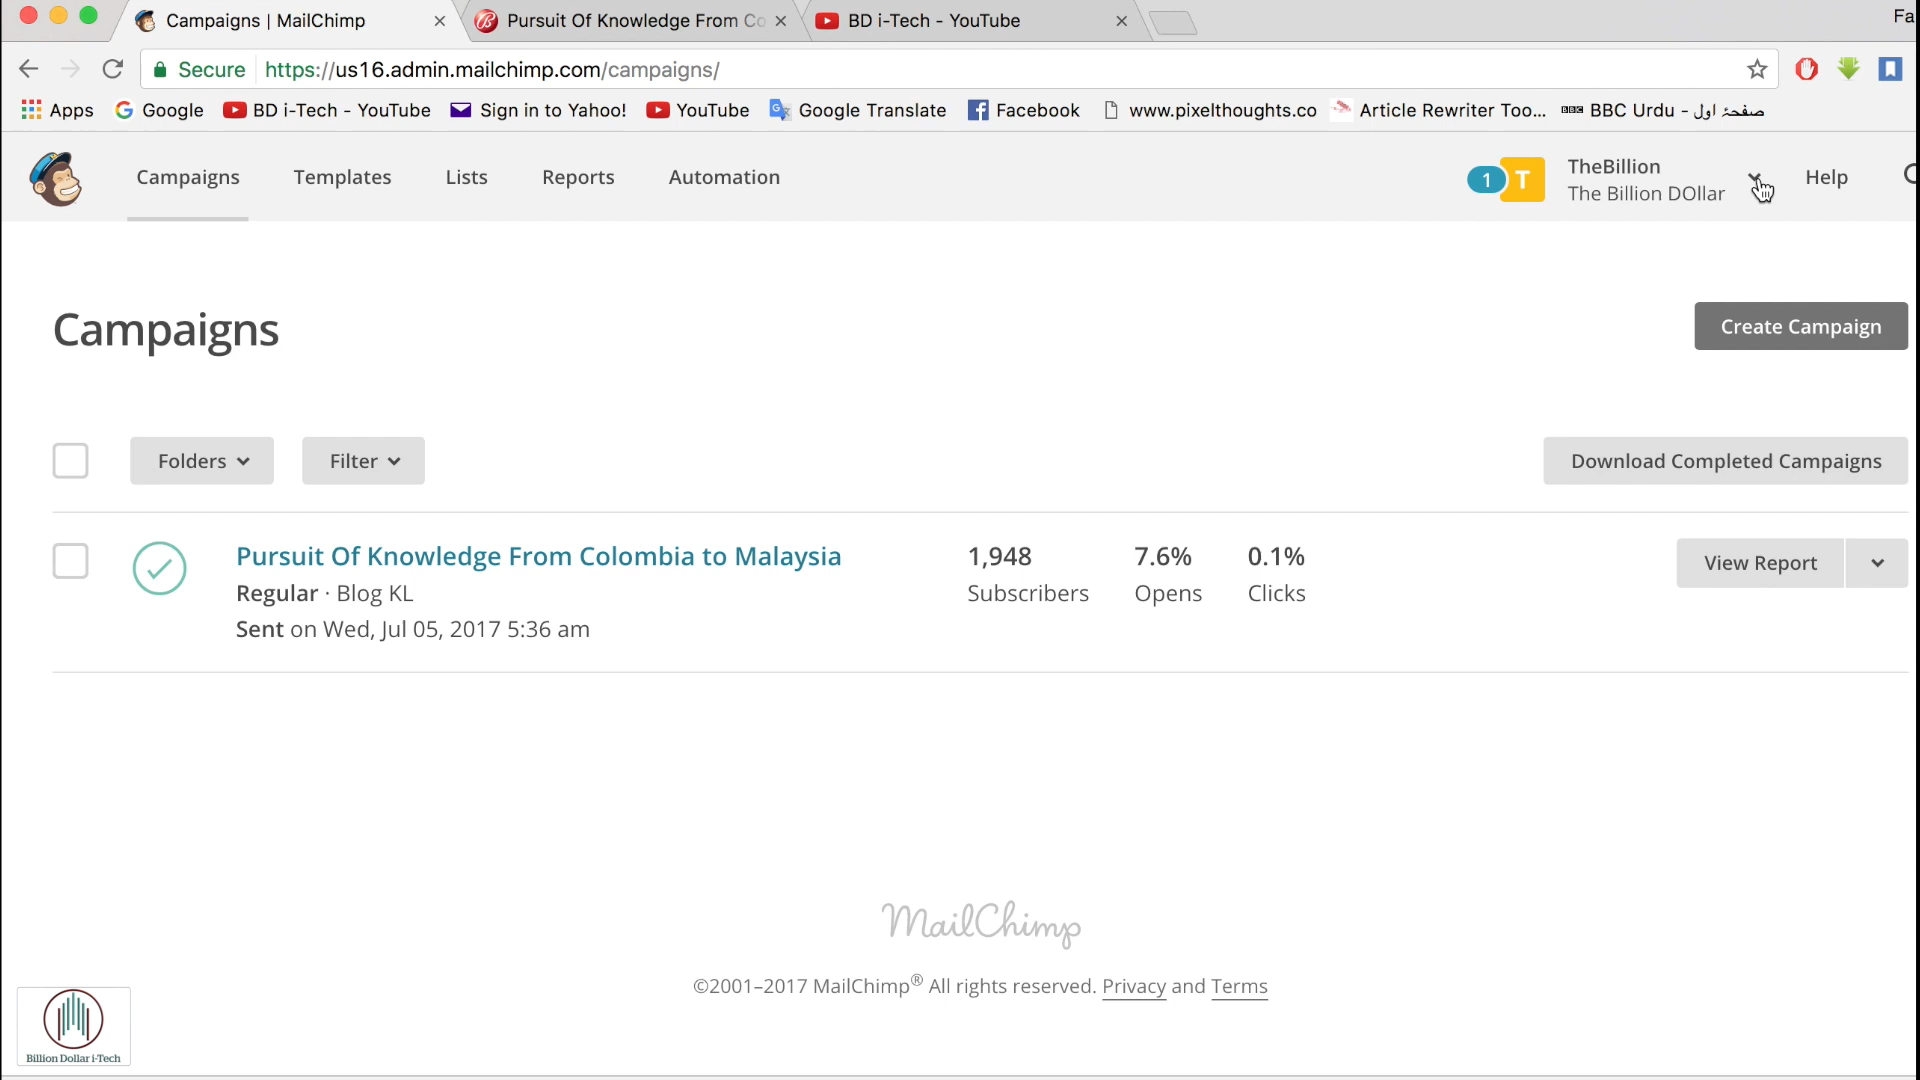 Campaigns | MailChimp
Pursuit Of Knowledge From Co
BD i-Tech - YouTube
Fa
Secure
https://us16.admin.mailchimp.com/campaigns/
Apps
Google
BD i-Tech - YouTube
Sign in to Yahoo!
YouTube
Google Translate
Facebook
www.pixelthoughts.co
Article Rewriter Too...
BBC
BBC Urdu - صفحۂ اول
Campaigns
Templates
Lists
Reports
Automation
1
T
TheBillion
The Billion DOllar
Help
Campaigns
Create Campaign
Folders
Filter
Download Completed Campaigns
Pursuit Of Knowledge From Colombia to Malaysia
Regular · Blog KL
Sent on Wed, Jul 05, 2017 5:36 am
1,948
Subscribers
7.6%
Opens
0.1%
Clicks
View Report
MailChimp
©2001–2017 MailChimp® All rights reserved. Privacy and Terms
Billion Dollar i-Tech